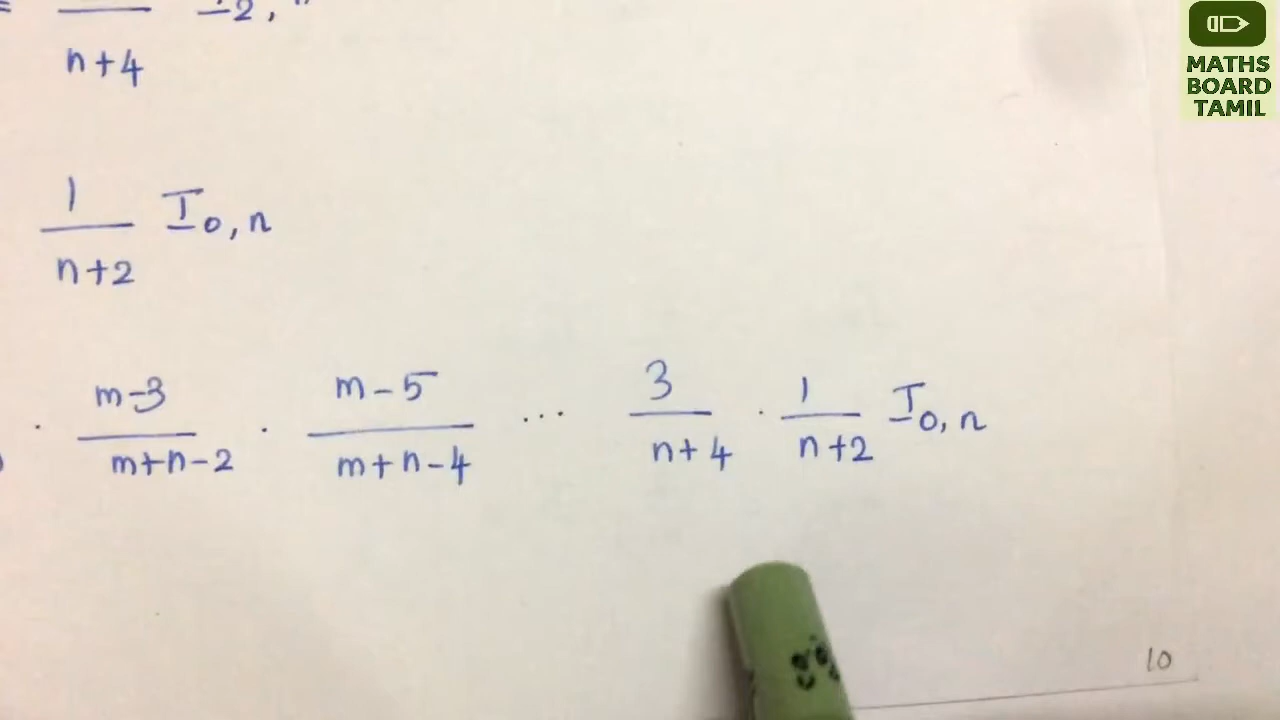 n+4
1/(n+2) I₀,ₙ
· (m-3)/(m+n-2) · (m-5)/(m+n-4) ... 3/(n+4) · 1/(n+2) I₀,ₙ
10
MATHS
BOARD
TAMIL